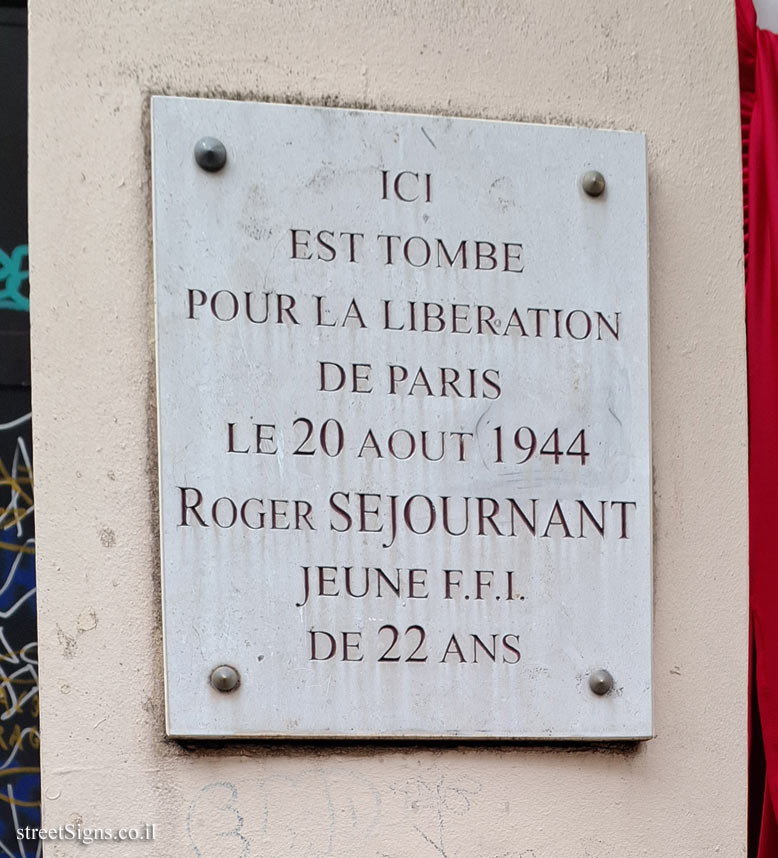 ICI
EST TOMBE
POUR LA LIBERATION
DE PARIS
LE 20 AOUT 1944
ROGER SEJOURNANT
JEUNE F.F.I.
DE 22 ANS
streetSigns.co.il